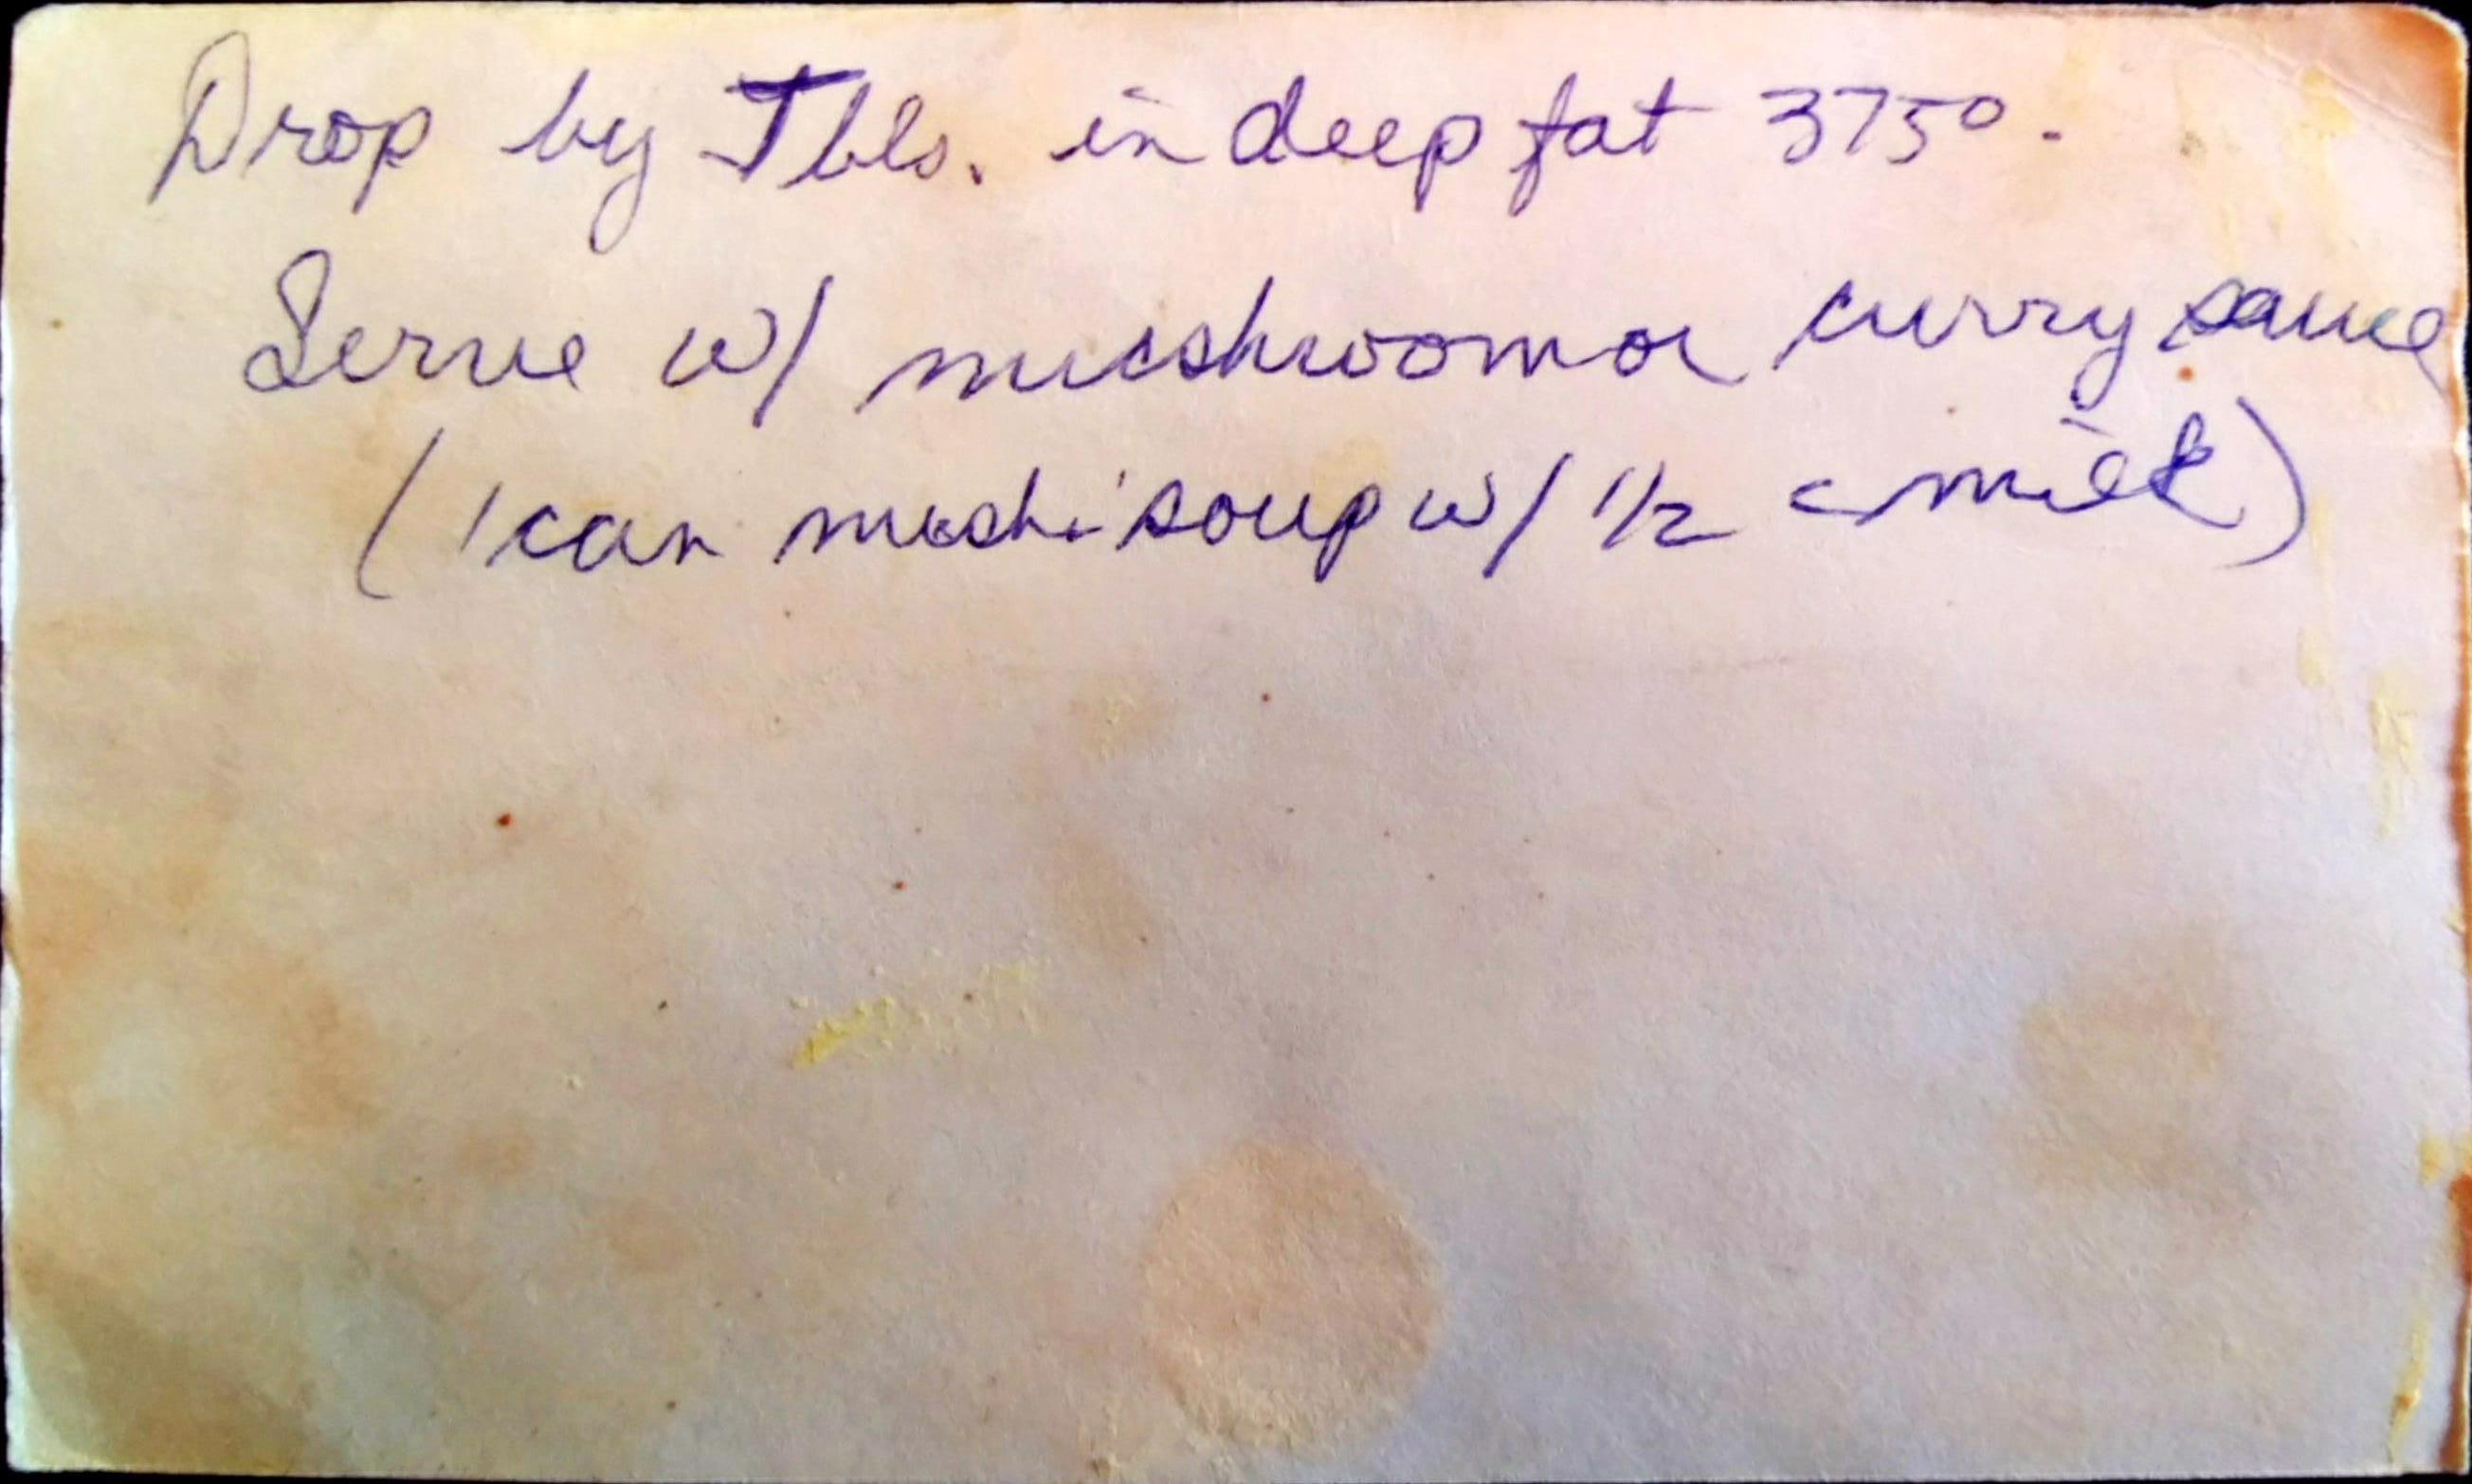 Drop by Tbls. in deep fat 375°.
Serve w/ mushroom or curry sauce
(1 can mush. soup w/ 1/2 c milk)